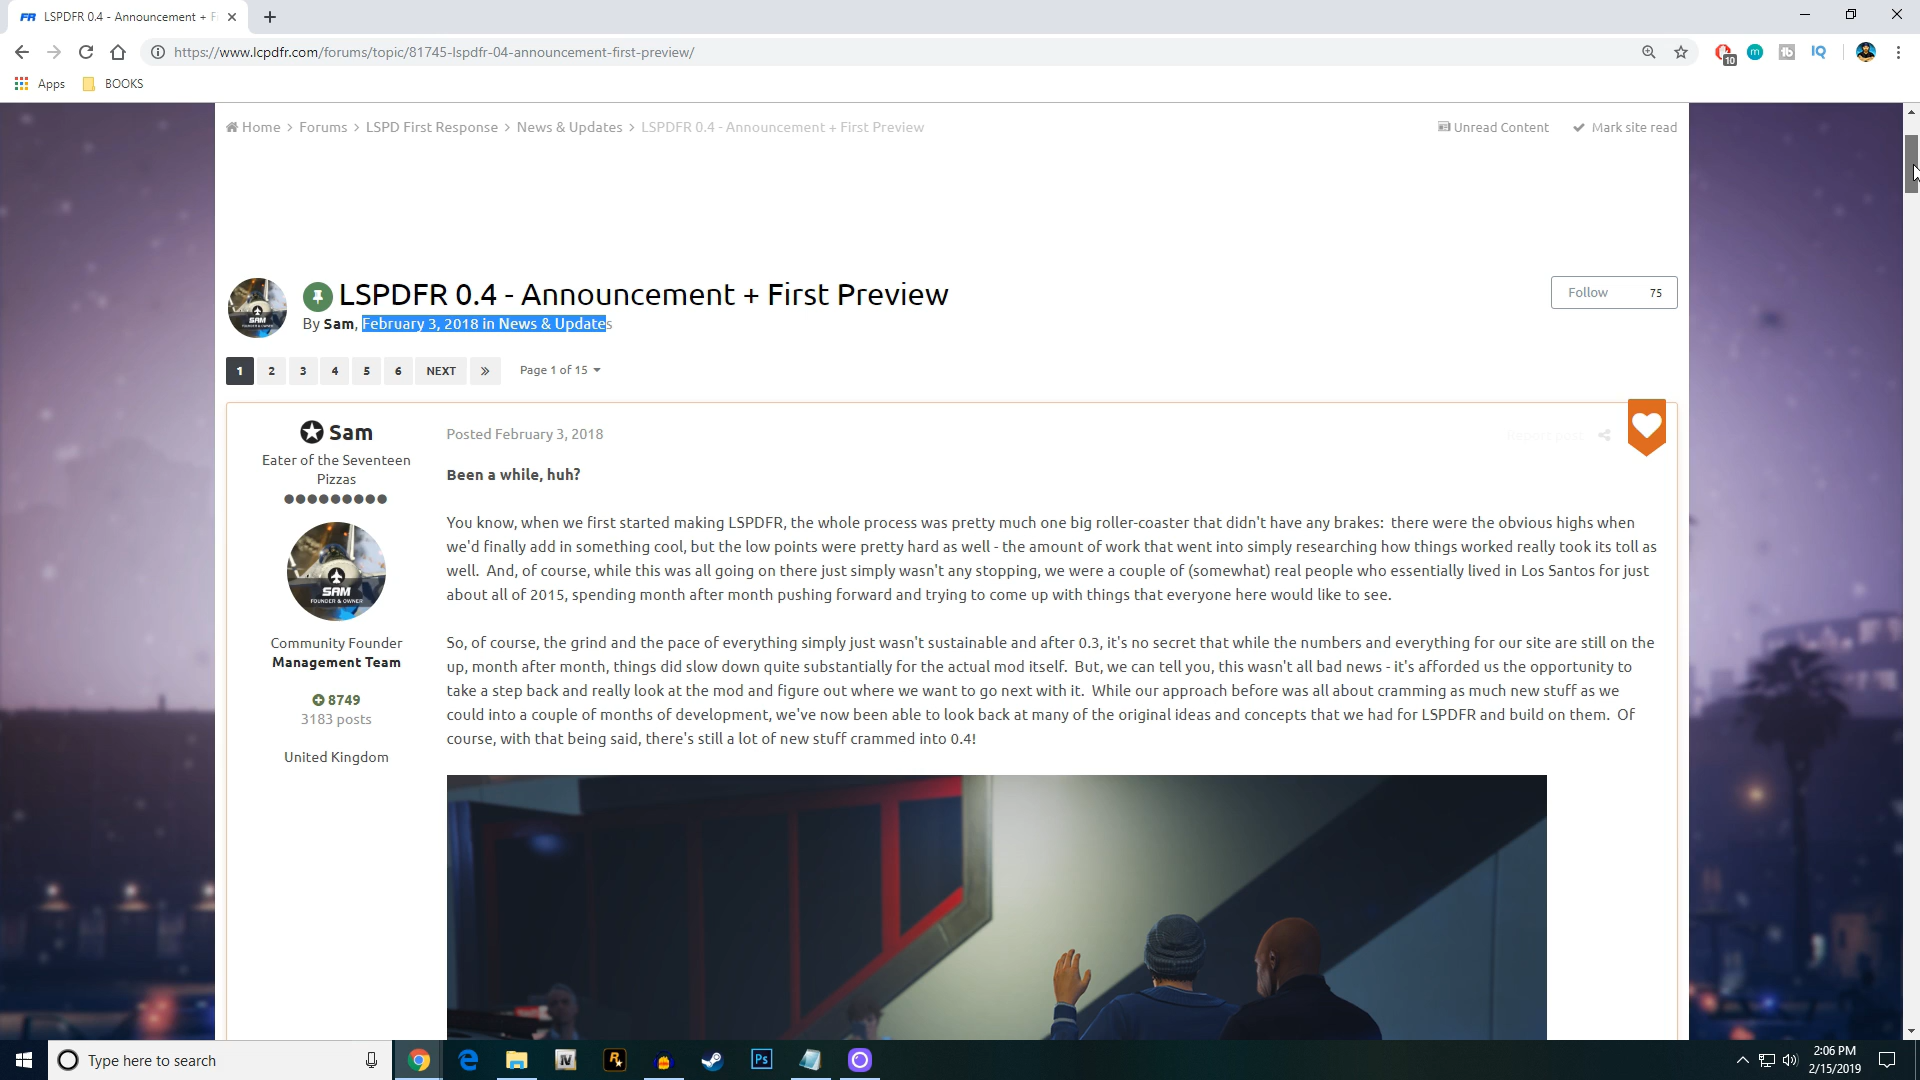 FR LSPDFR 0.4 - Announcement + F
https://www.lcpdfr.com/forums/topic/81745-lspdfr-04-announcement-first-preview/
10
m
tb
IQ
Apps
BOOKS
Home > Forums > LSPD First Response > News & Updates > LSPDFR 0.4 - Announcement + First Preview
Unread Content
Mark site read
LSPDFR 0.4 - Announcement + First Preview
By Sam, February 3, 2018 in News & Updates
Follow 75
1 2 3 4 5 6 NEXT » Page 1 of 15
Sam
Eater of the Seventeen
Pizzas
SAM
FOUNDER & OWNER
Community Founder
Management Team
8749
3183 posts
United Kingdom
Posted February 3, 2018
Report post
Been a while, huh?
You know, when we first started making LSPDFR, the whole process was pretty much one big roller-coaster that didn't have any brakes: there were the obvious highs when
we'd finally add in something cool, but the low points were pretty hard as well - the amount of work that went into simply researching how things worked really took its toll as
well. And, of course, while this was all going on there just simply wasn't any stopping, we were a couple of (somewhat) real people who essentially lived in Los Santos for just
about all of 2015, spending month after month pushing forward and trying to come up with things that everyone here would like to see.
So, of course, the grind and the pace of everything simply just wasn't sustainable and after 0.3, it's no secret that while the numbers and everything for our site are still on the
up, month after month, things did slow down quite substantially for the actual mod itself. But, we can tell you, this wasn't all bad news - it's afforded us the opportunity to
take a step back and really look at the mod and figure out where we want to go next with it. While our approach before was all about cramming as much new stuff as we
could into a couple of months of development, we've now been able to look back at many of the original ideas and concepts that we had for LSPDFR and build on them. Of
course, with that being said, there's still a lot of new stuff crammed into 0.4!
Type here to search
IV
R
Ps
2:06 PM
2/15/2019